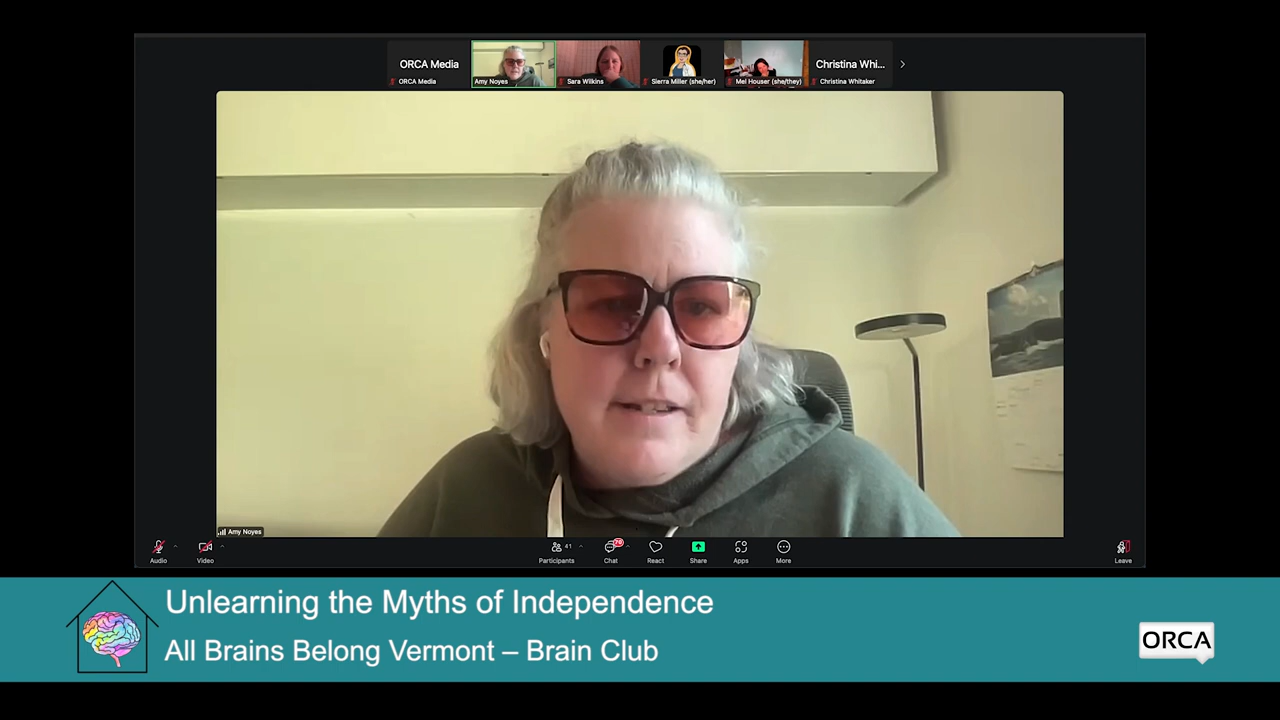 ORCA Media
Christina Whi...
ORCA Media
Amy Noyes
Sara Wilkins
Sierra Miller (she/her)
Mel Houser (she/they)
Christina Whitaker
Amy Noyes
41
78
Audio
Video
Participants
Chat
React
Share
Apps
More
Leave
Unlearning the Myths of Independence
All Brains Belong Vermont – Brain Club
ORCA